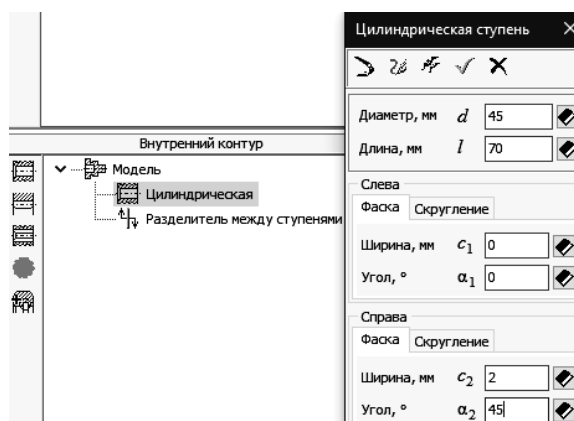 Цилиндрическая ступень
Диаметр, мм d 45
Длина, мм l 70
Слева
Фаска Скругление
Ширина, мм c1 0
Угол, ° α1 0
Справа
Фаска Скругление
Ширина, мм c2 2
Угол, ° α2 45
Внутренний контур
Модель
Цилиндрическая
Разделитель между ступенями